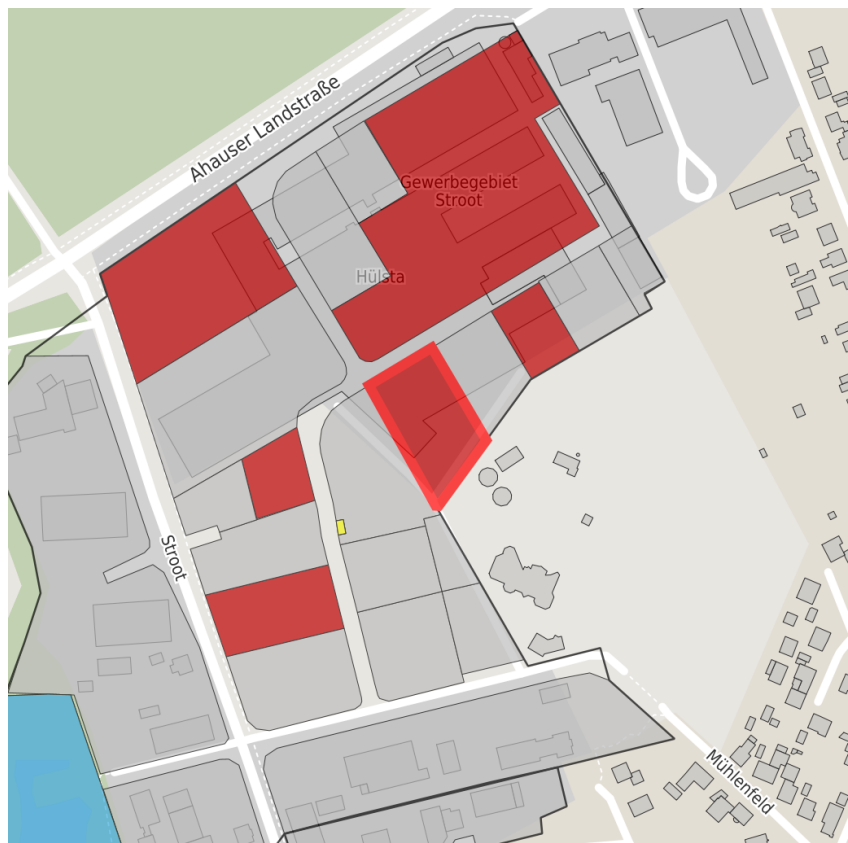 Ahauser Landstraße
Gewerbegebiet
Stroot
Hülsta
Stroot
Mühlenfeld